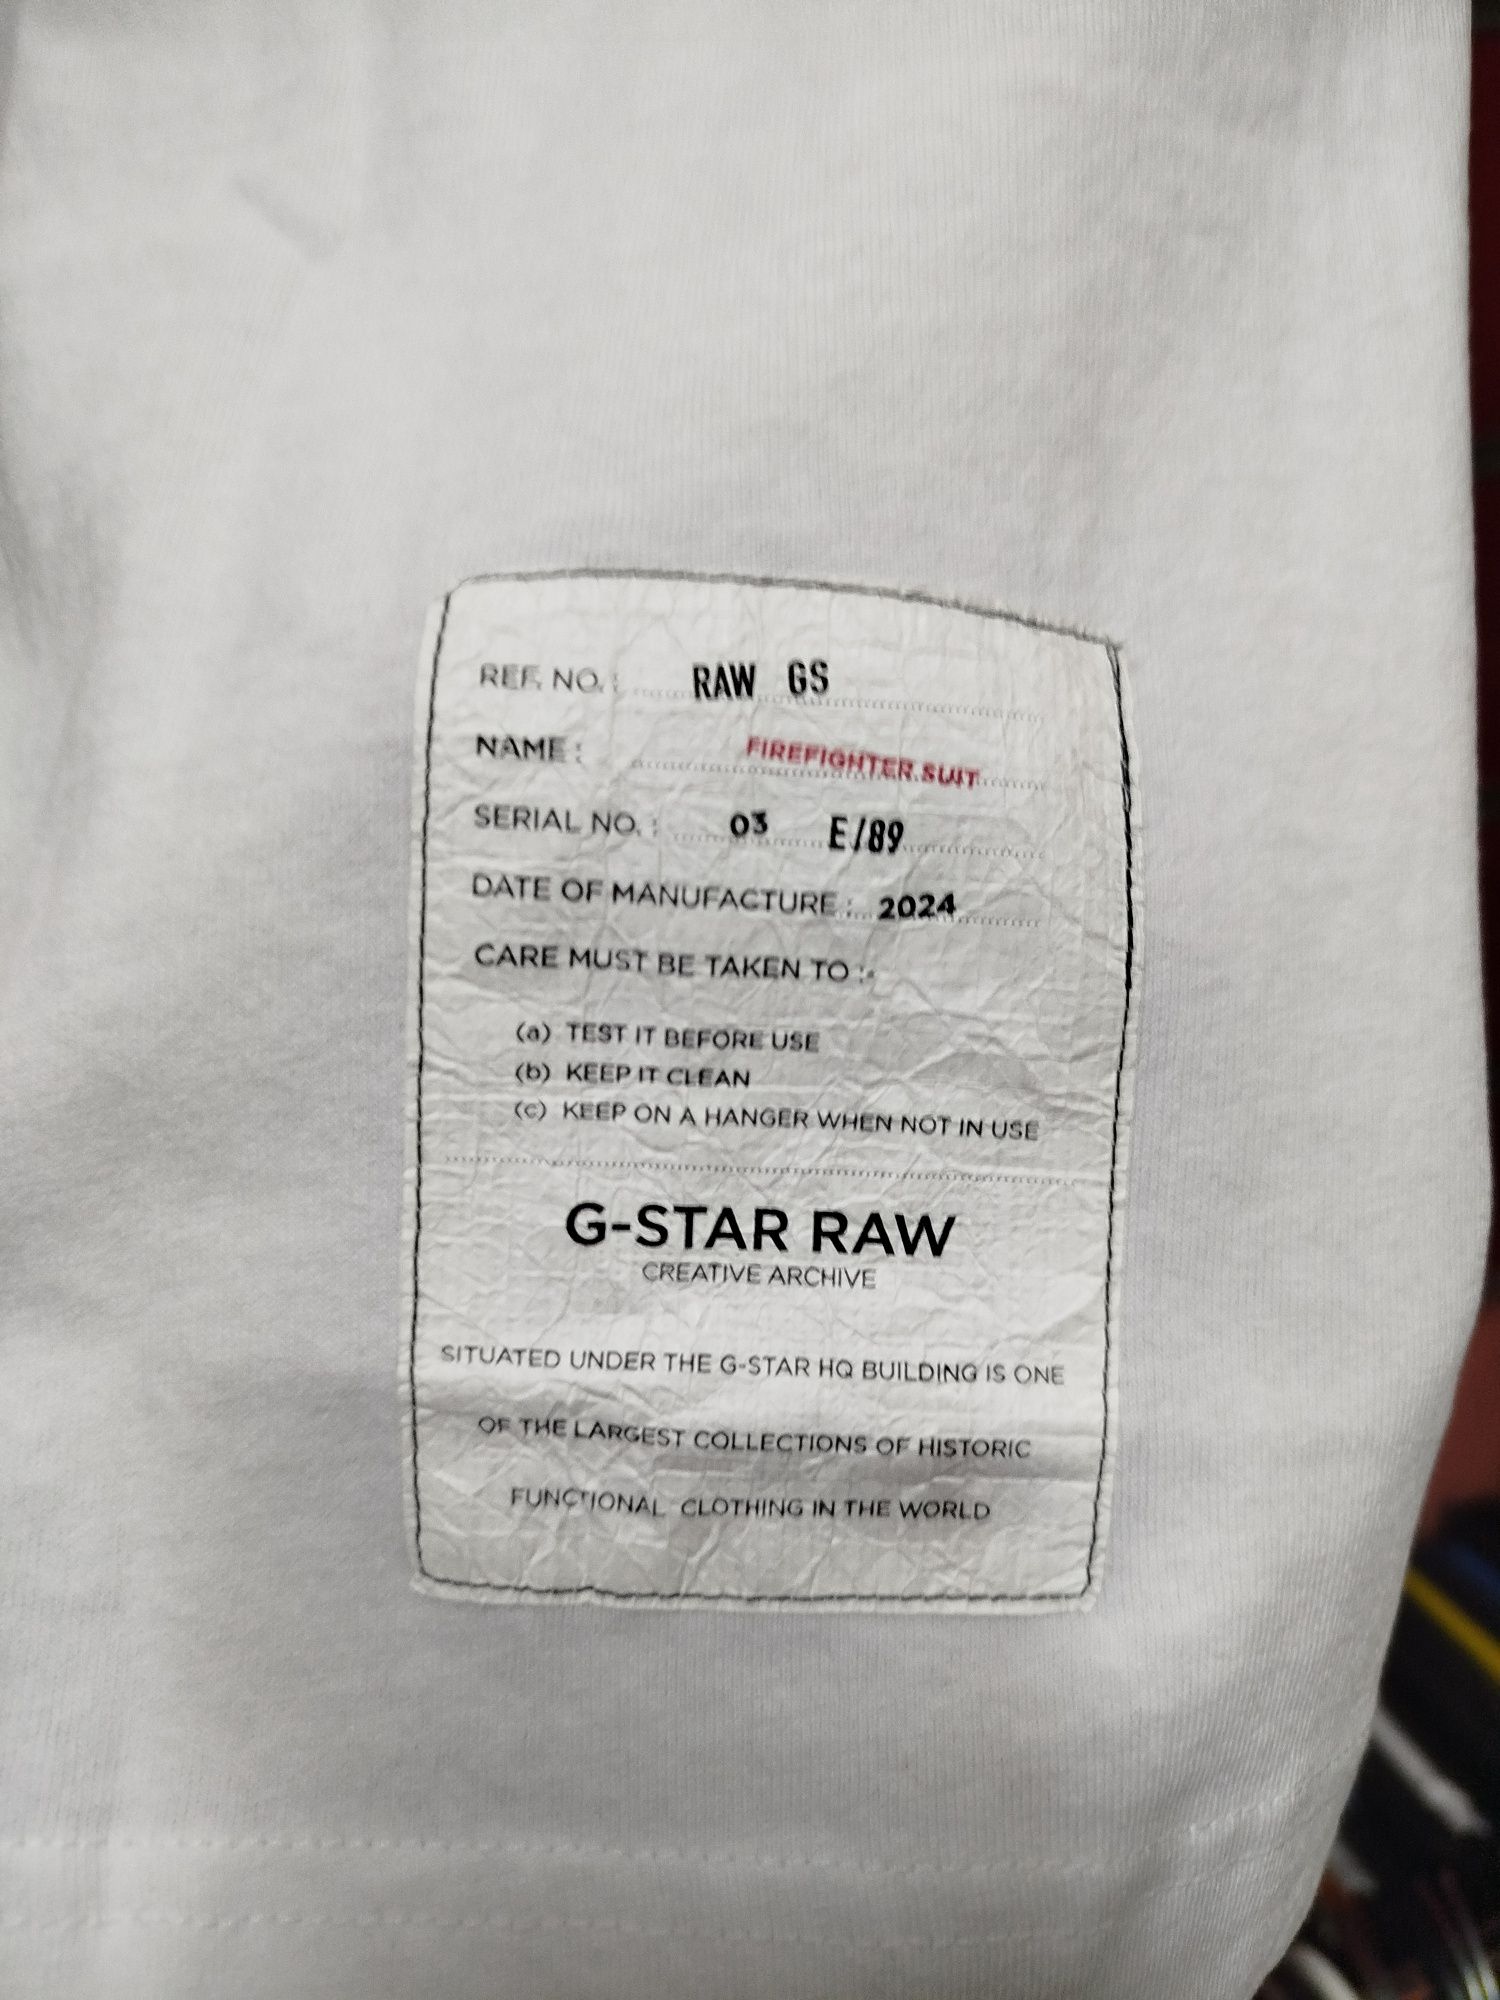 REF. NO. : RAW GS
NAME : FIREFIGHTER SUIT
SERIAL NO. : 03 E/89
DATE OF MANUFACTURE : 2024
CARE MUST BE TAKEN TO :-
(a) TEST IT BEFORE USE
(b) KEEP IT CLEAN
(c) KEEP ON A HANGER WHEN NOT IN USE
G-STAR RAW
CREATIVE ARCHIVE
SITUATED UNDER THE G-STAR HQ BUILDING IS ONE
OF THE LARGEST COLLECTIONS OF HISTORIC
FUNCTIONAL CLOTHING IN THE WORLD